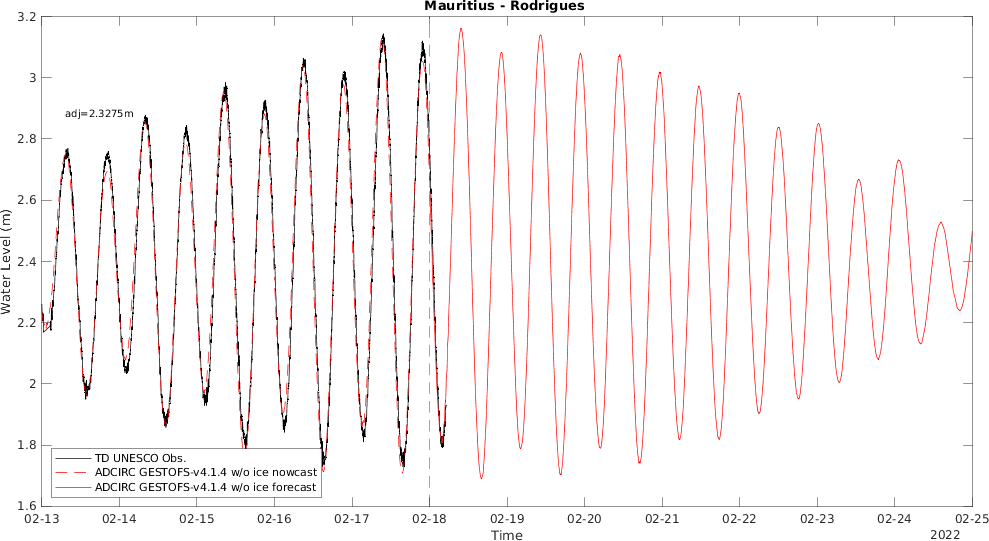 Mauritius - Rodrigues
3.2
3
2.8
2.6
2.4
2.2
2
1.8
1.6
Water Level (m)
adj=2.3275m
TD UNESCO Obs.
ADCIRC GESTOFS-v4.1.4 w/o ice nowcast
ADCIRC GESTOFS-v4.1.4 w/o ice forecast
02-13 02-14 02-15 02-16 02-17 02-18 02-19 02-20 02-21 02-22 02-23 02-24 02-25
Time
2022